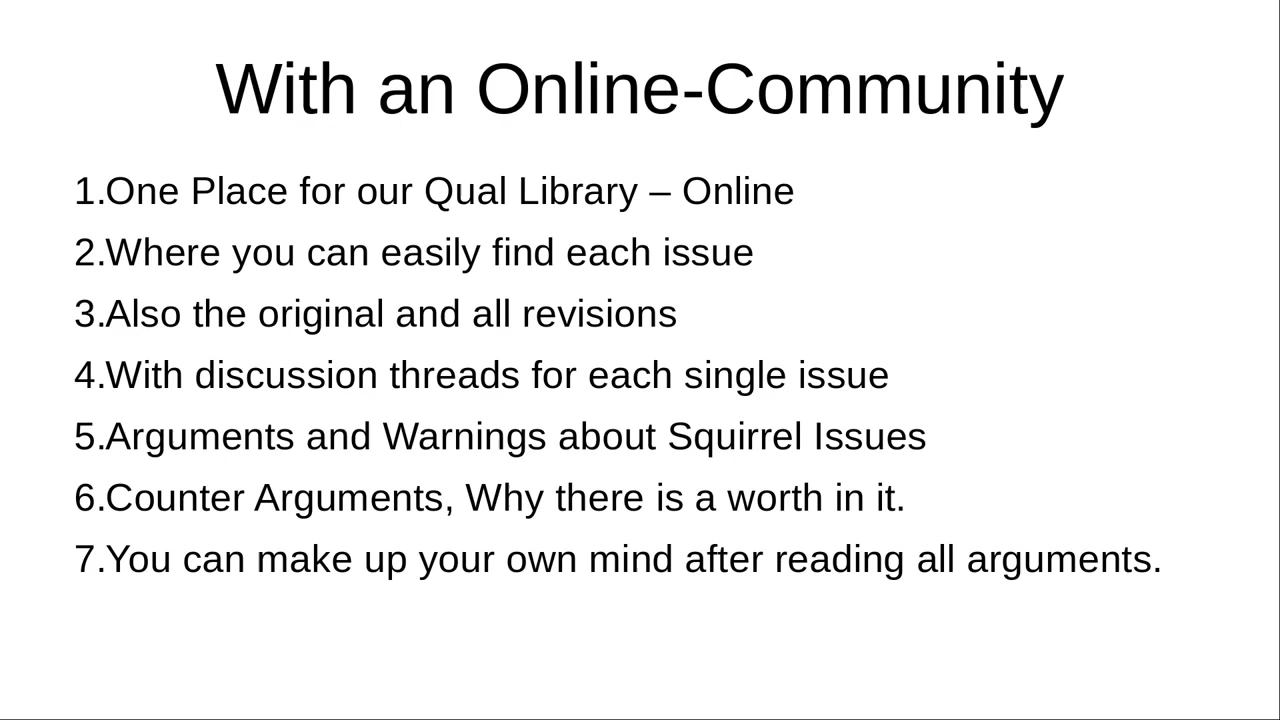 With an Online-Community
1.One Place for our Qual Library – Online
2.Where you can easily find each issue
3.Also the original and all revisions
4.With discussion threads for each single issue
5.Arguments and Warnings about Squirrel Issues
6.Counter Arguments, Why there is a worth in it.
7.You can make up your own mind after reading all arguments.